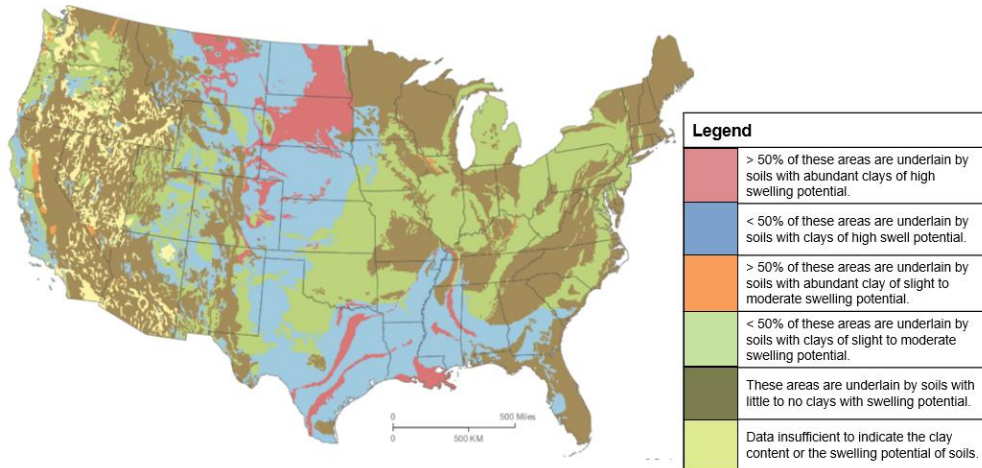 Legend
> 50% of these areas are underlain by
soils with abundant clays of high
swelling potential.
< 50% of these areas are underlain by
soils with clays of high swell potential.
> 50% of these areas are underlain by
soils with abundant clay of slight to
moderate swelling potential.
< 50% of these areas are underlain by
soils with clays of slight to moderate
swelling potential.
These areas are underlain by soils with
little to no clays with swelling potential.
Data insufficient to indicate the clay
content or the swelling potential of soils.
0 500 Miles
0 500 KM